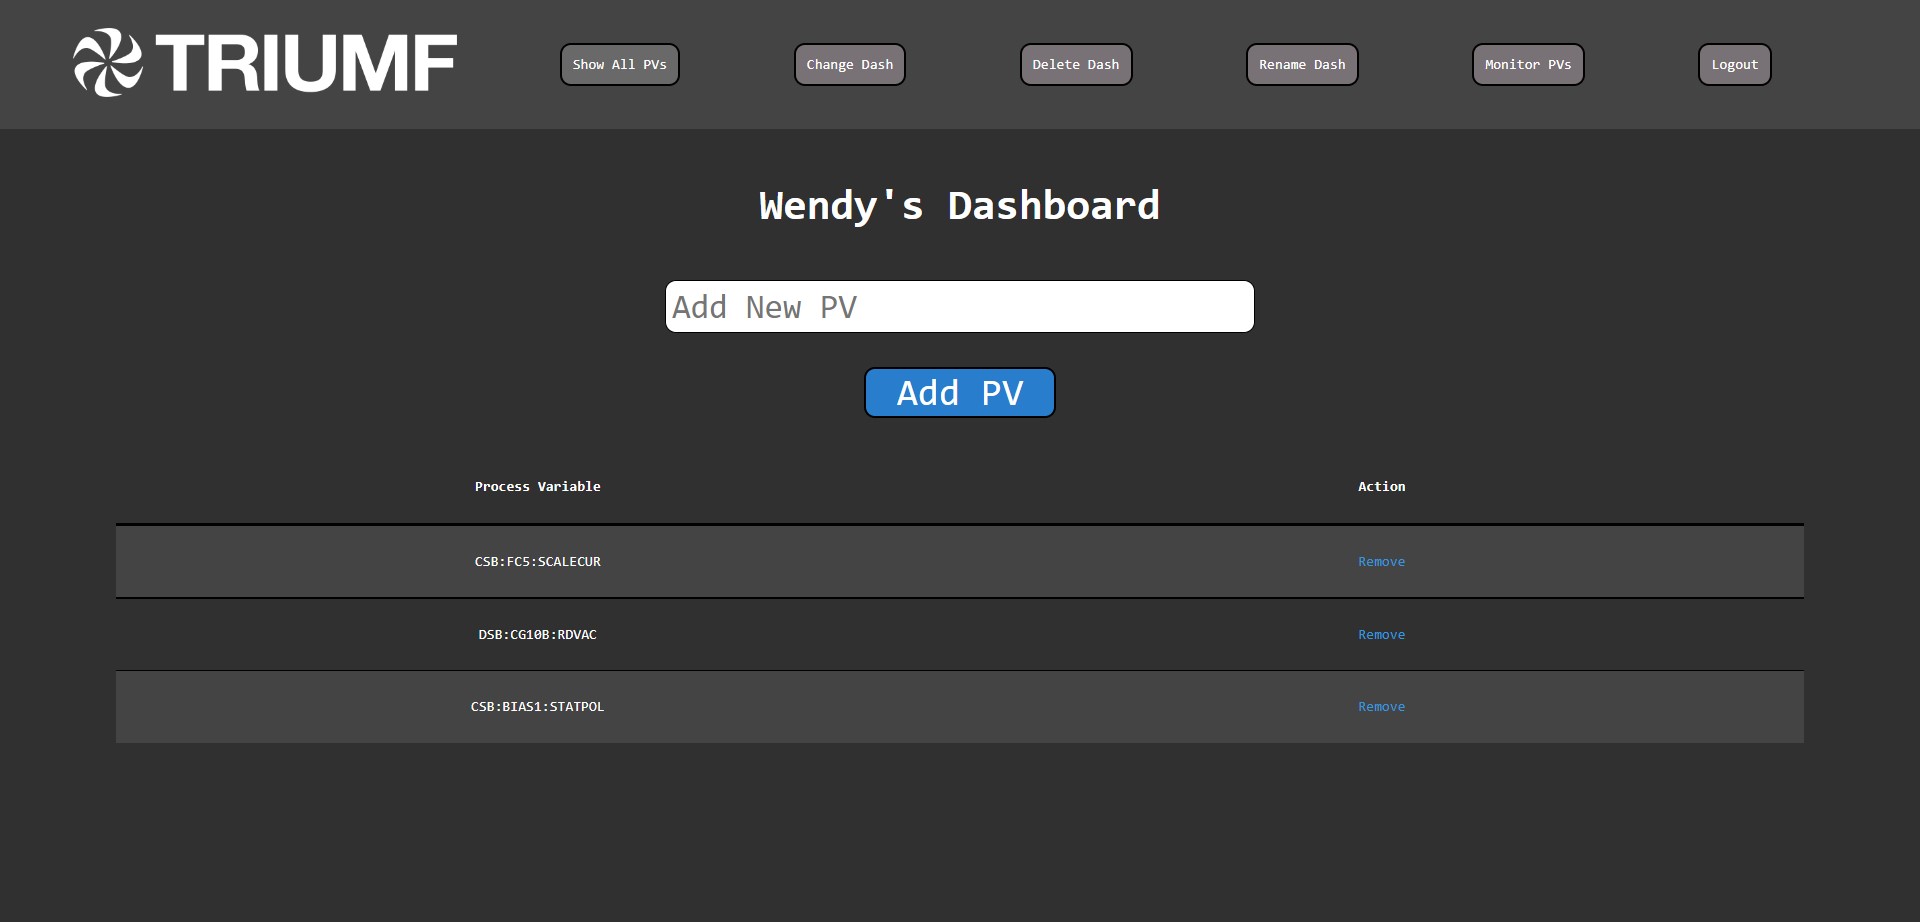 TRIUMF
Show All PVs
Change Dash
Delete Dash
Rename Dash
Monitor PVs
Logout
Wendy's Dashboard
Add New PV
Add PV
Process Variable Action
CSB:FC5:SCALECUR Remove
DSB:CG10B:RDVAC Remove
CSB:BIAS1:STATPOL Remove